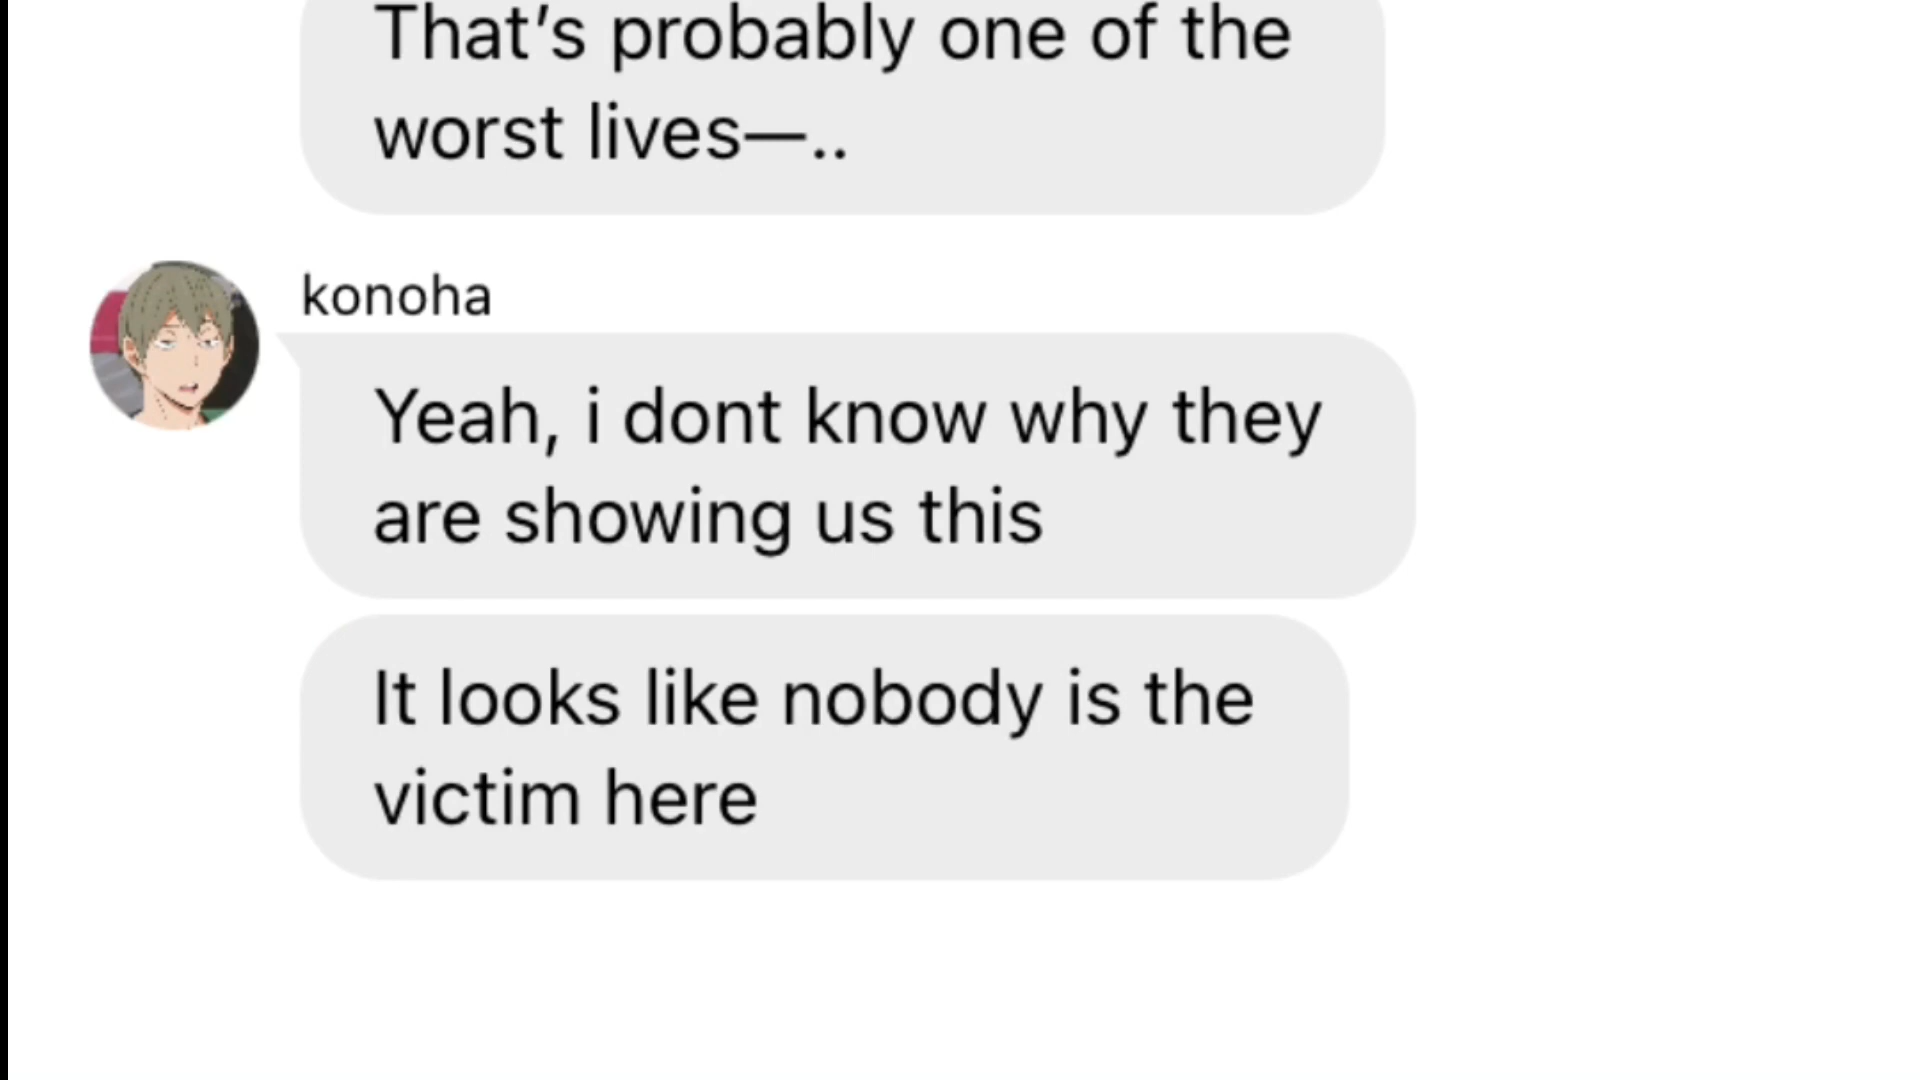 That’s probably one of the
worst lives—..
konoha
Yeah, i dont know why they
are showing us this
It looks like nobody is the
victim here